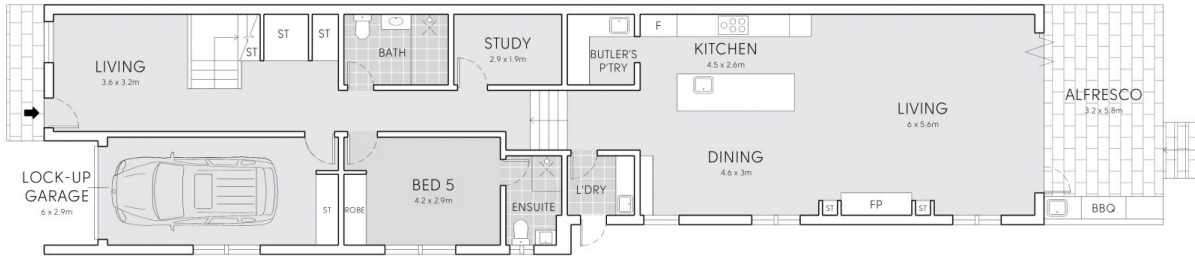 LIVING
3.6 x 3.2m
ST
ST
ST
BATH
STUDY
2.9 x 1.9m
BUTLER'S
P'TRY
F
KITCHEN
4.5 x 2.6m
LIVING
6 x 5.6m
ALFRESCO
3.2 x 5.8m
DINING
4.6 x 3m
LOCK-UP
GARAGE
6 x 2.9m
ST
ROBE
BED 5
4.2 x 2.9m
ENSUITE
L'DRY
ST
FP
ST
BBQ